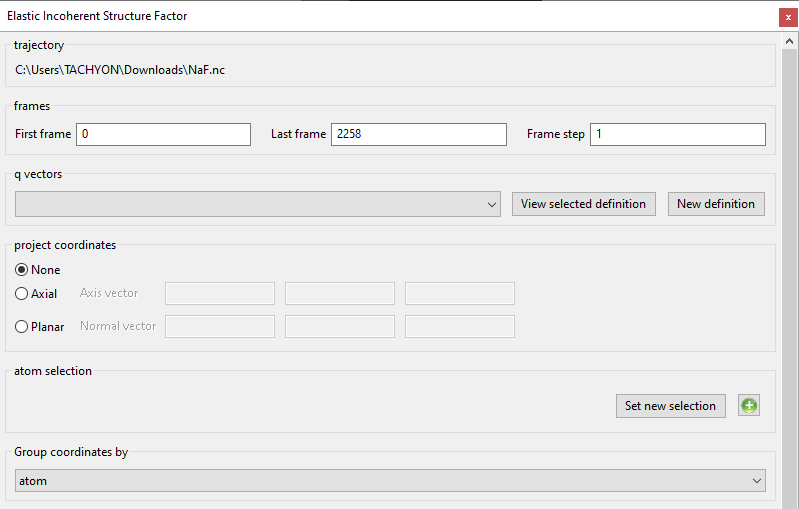 Elastic Incoherent Structure Factor
x
trajectory
C:\Users\TACHYON\Downloads\NaF.nc
frames
First frame 0 Last frame 2258 Frame step 1
q vectors
View selected definition New definition
project coordinates
None
Axial Axis vector
Planar Normal vector
atom selection
Set new selection
Group coordinates by
atom